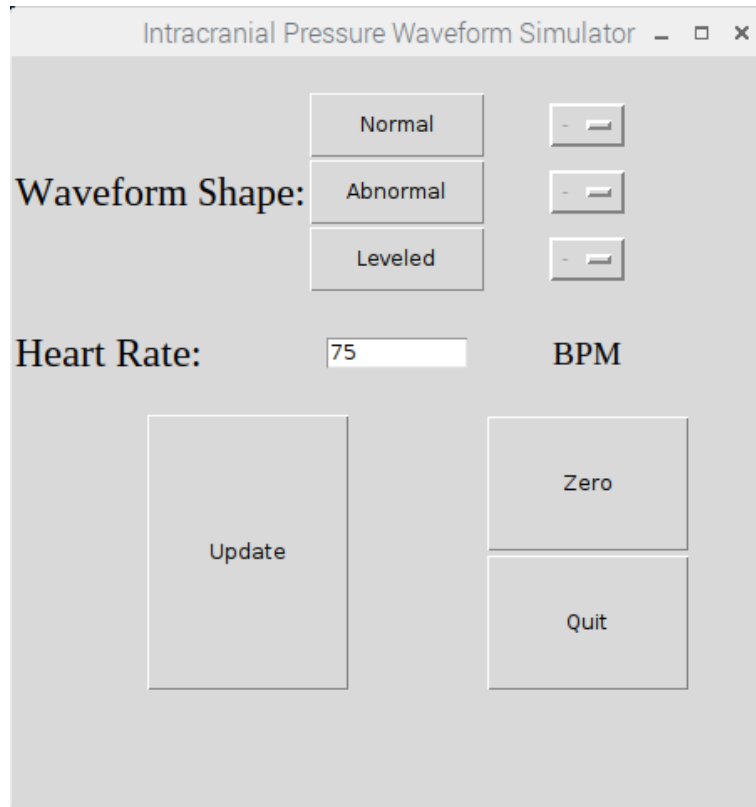 Intracranial Pressure Waveform Simulator
Normal -
Waveform Shape: Abnormal -
Leveled -
Heart Rate: 75 BPM
Update
Zero
Quit